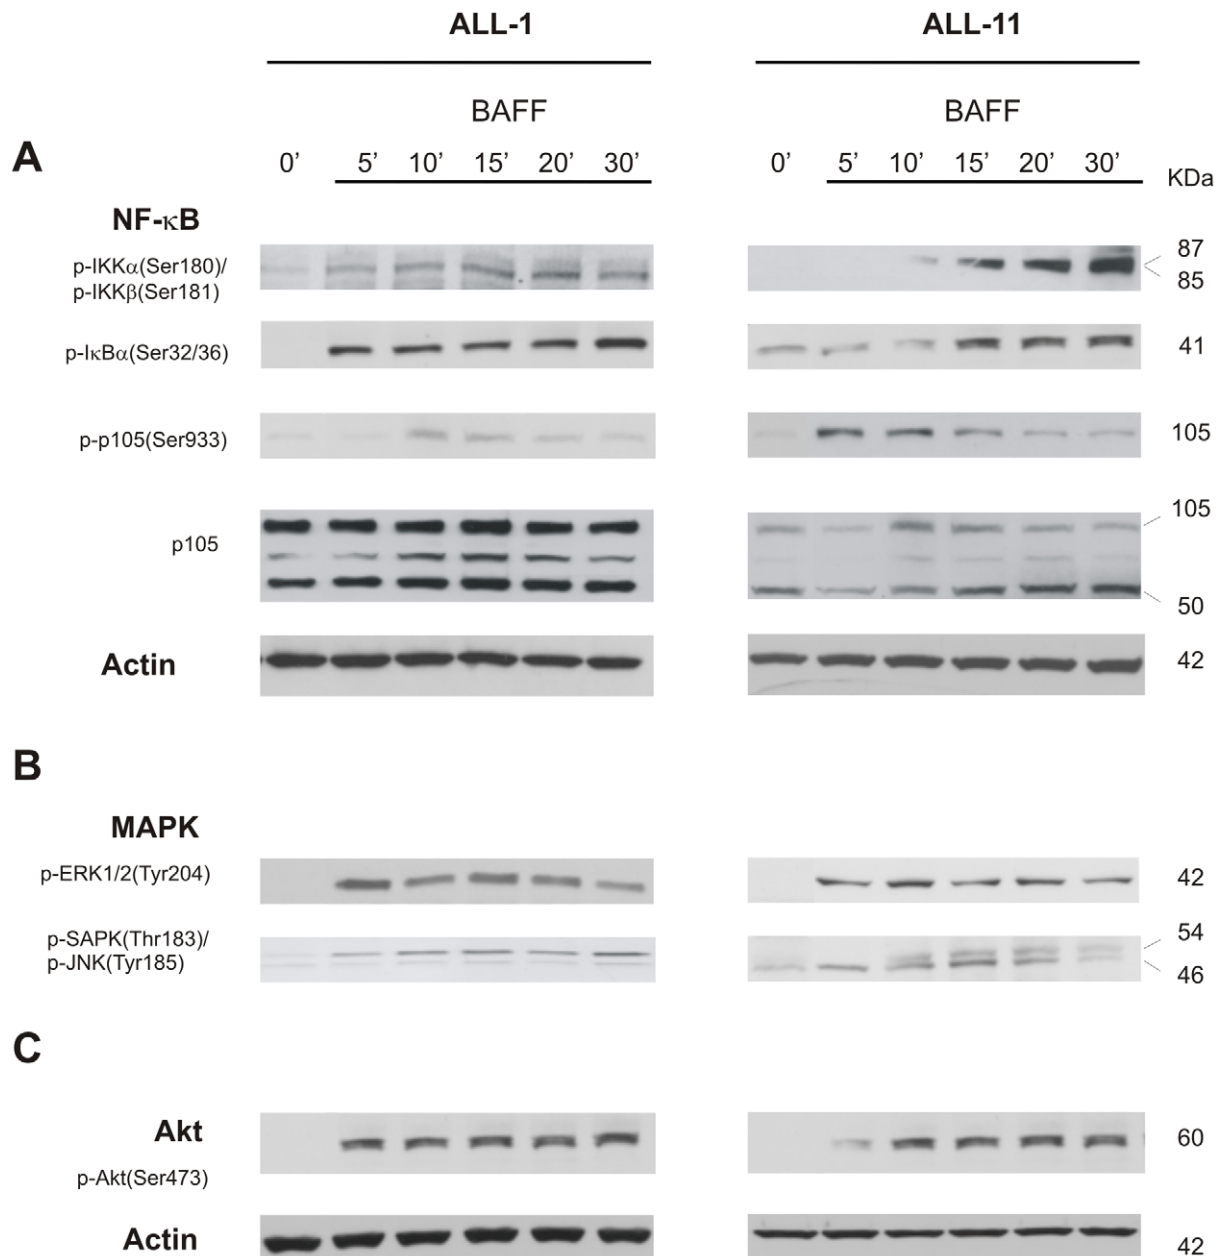 ALL-1 ALL-11
BAFF BAFF
A 0’ 5’ 10’ 15’ 20’ 30’ 0’ 5’ 10’ 15’ 20’ 30’ KDa
NF-κB
p-IKKα(Ser180)/ 87
p-IKKβ(Ser181) 85
p-IκBα(Ser32/36) 41
p-p105(Ser933) 105
105
p105
50
Actin 42
B
MAPK
p-ERK1/2(Tyr204) 42
p-SAPK(Thr183)/ 54
p-JNK(Tyr185) 46
C
Akt 60
p-Akt(Ser473)
Actin 42